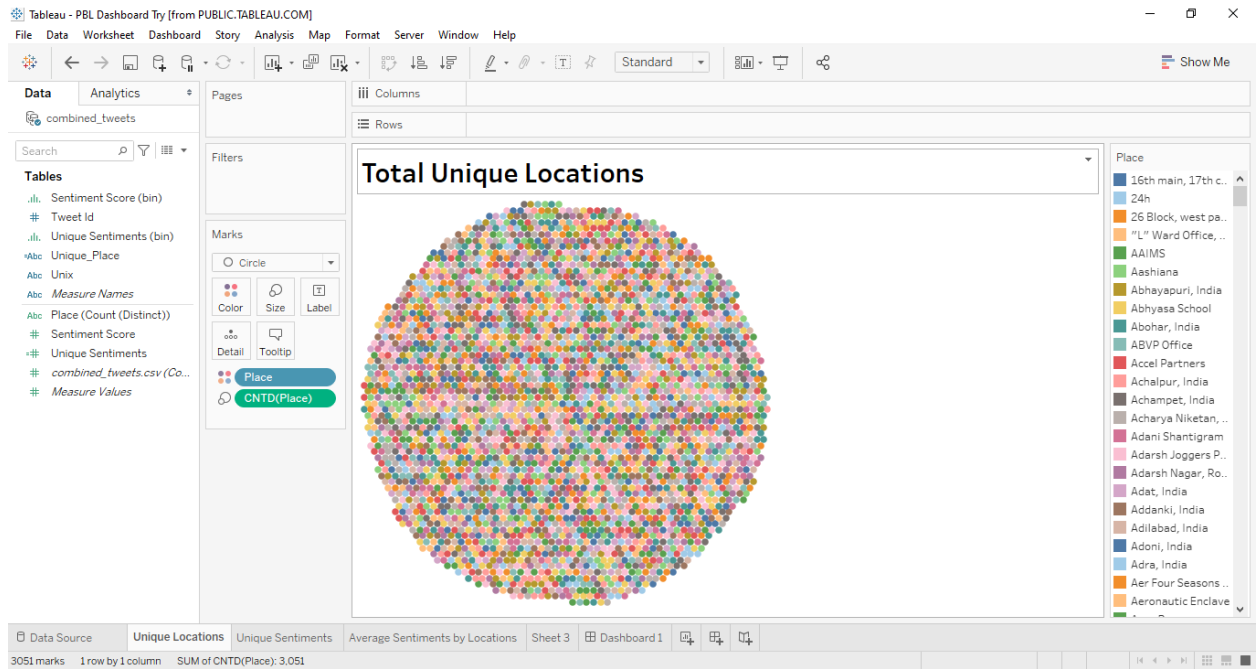 Tableau - PBL Dashboard Try [from PUBLIC.TABLEAU.COM]
File Data Worksheet Dashboard Story Analysis Map Format Server Window Help
Standard
Show Me
Data Analytics
combined_tweets
Search
Tables
Sentiment Score (bin)
# Tweet Id
Unique Sentiments (bin)
=Abc Unique_Place
Abc Unix
Abc Measure Names
Abc Place (Count (Distinct))
# Sentiment Score
=# Unique Sentiments
# combined_tweets.csv (Co...
# Measure Values
Pages
Filters
Marks
Circle
Color Size Label
Detail Tooltip
Place
CNTD(Place)
iii Columns
Rows
Total Unique Locations
Place
16th main, 17th c..
24h
26 Block, west pa..
"L" Ward Office, ..
AAIMS
Aashiana
Abhayapuri, India
Abhyasa School
Abohar, India
ABVP Office
Accel Partners
Achalpur, India
Achampet, India
Acharya Niketan, ..
Adani Shantigram
Adarsh Joggers P..
Adarsh Nagar, Ro..
Adat, India
Addanki, India
Adilabad, India
Adoni, India
Adra, India
Aer Four Seasons ..
Aeronautic Enclave
Data Source Unique Locations Unique Sentiments Average Sentiments by Locations Sheet 3 Dashboard 1
3051 marks 1 row by 1 column SUM of CNTD(Place): 3.051